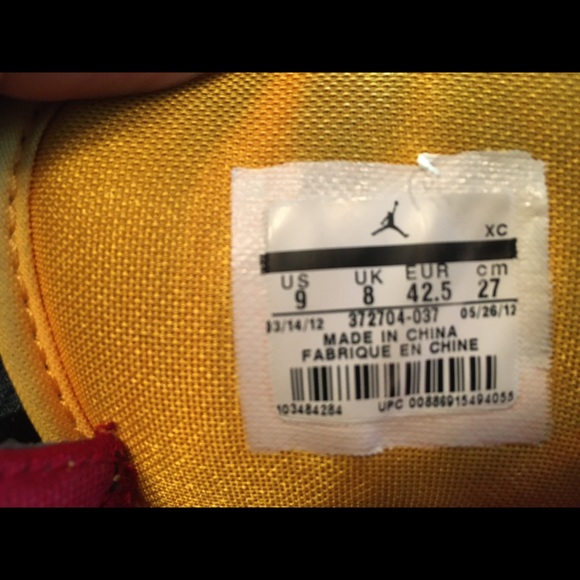 XC
US UK EUR cm
9 8 42.5 27
03/14/12 372704-037 05/26/12
MADE IN CHINA
FABRIQUE EN CHINE
103484284 UPC 00886915494055